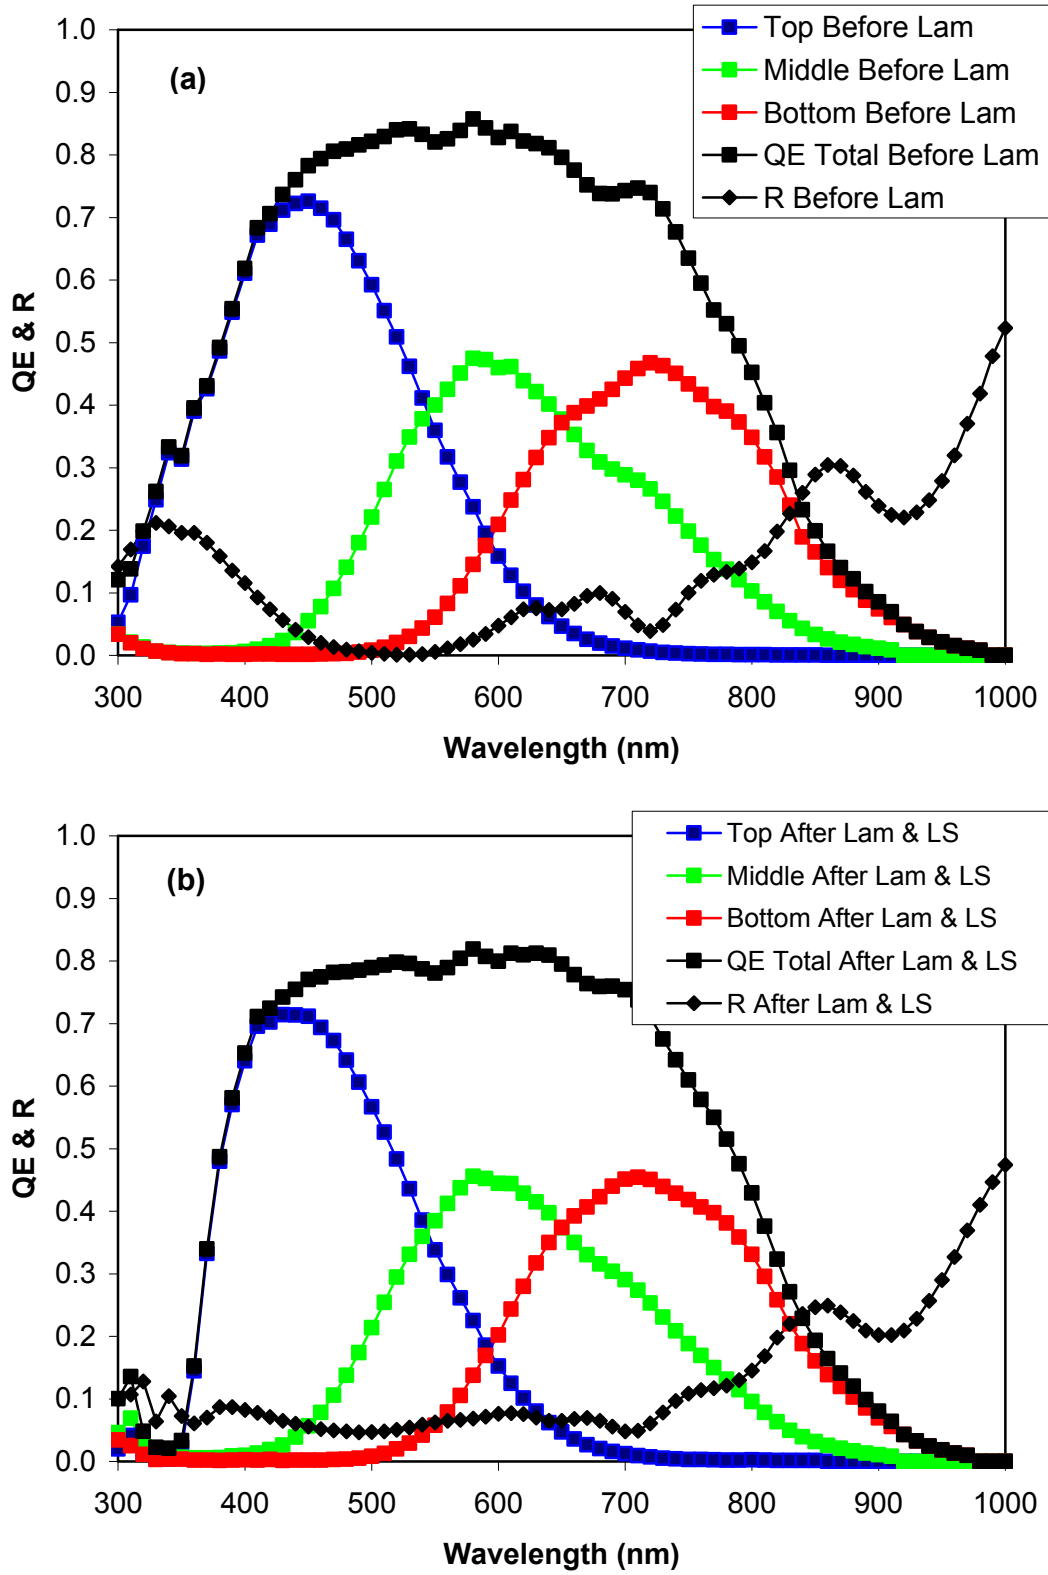 (a)
Top Before Lam
Middle Before Lam
Bottom Before Lam
QE Total Before Lam
R Before Lam
1.0
0.9
0.8
0.7
0.6
0.5
0.4
0.3
0.2
0.1
0.0
QE & R
300 400 500 600 700 800 900 1000
Wavelength (nm)
(b)
Top After Lam & LS
Middle After Lam & LS
Bottom After Lam & LS
QE Total After Lam & LS
R After Lam & LS
1.0
0.9
0.8
0.7
0.6
0.5
0.4
0.3
0.2
0.1
0.0
QE & R
300 400 500 600 700 800 900 1000
Wavelength (nm)